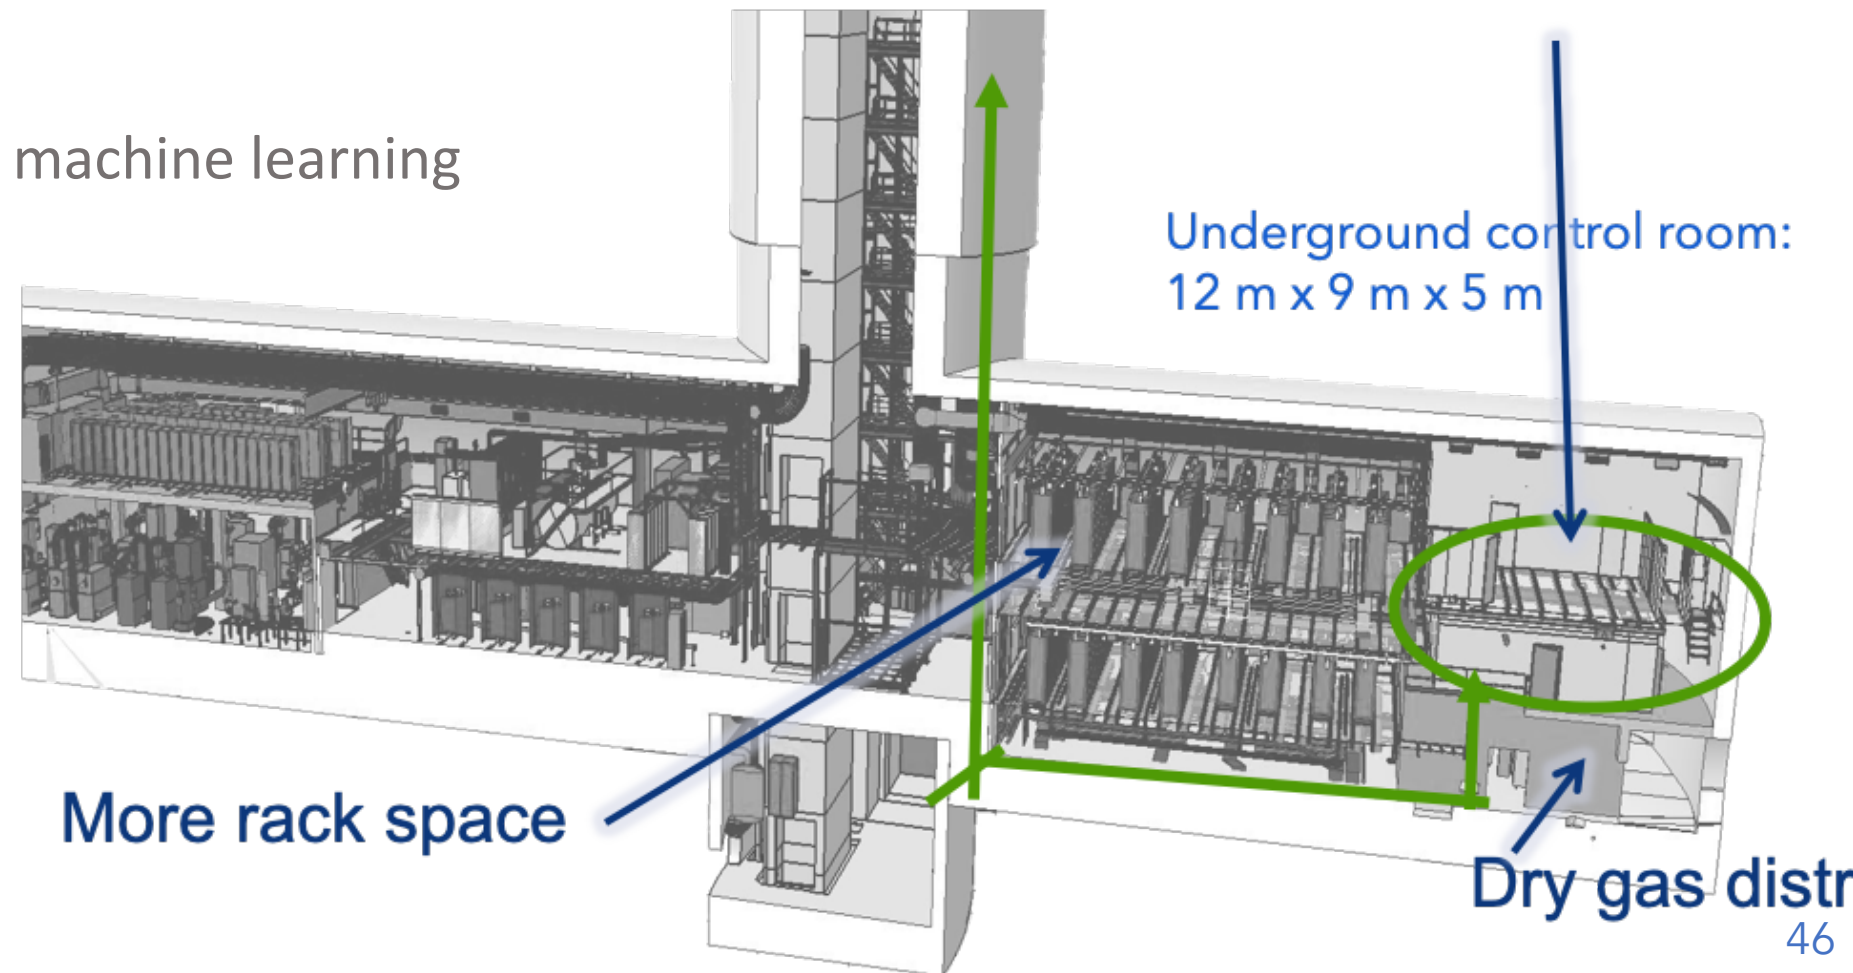 machine learning
Underground control room:
12 m x 9 m x 5 m
More rack space
Dry gas distr
46